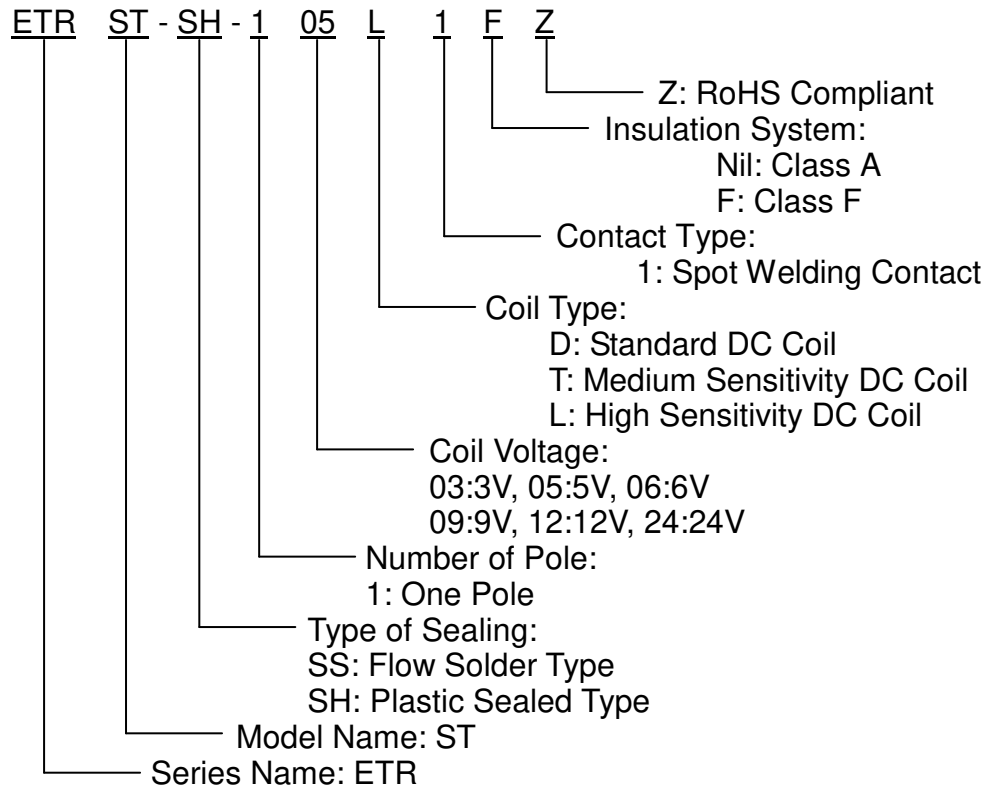 ETR ST - SH - 1 05 L 1 F Z
Z: RoHS Compliant
Insulation System:
Nil: Class A
F: Class F
Contact Type:
1: Spot Welding Contact
Coil Type:
D: Standard DC Coil
T: Medium Sensitivity DC Coil
L: High Sensitivity DC Coil
Coil Voltage:
03:3V, 05:5V, 06:6V
09:9V, 12:12V, 24:24V
Number of Pole:
1: One Pole
Type of Sealing:
SS: Flow Solder Type
SH: Plastic Sealed Type
Model Name: ST
Series Name: ETR